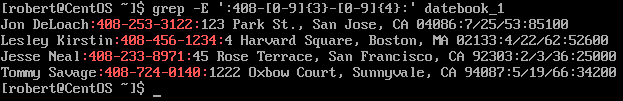 [robert@CentOS ~]$ grep -E ':408-[0-9]{3}-[0-9]{4}:' datebook_1
Jon DeLoach:408-253-3122:123 Park St., San Jose, CA 04086:7/25/53:85100
Lesley Kirstin:408-456-1234:4 Harvard Square, Boston, MA 02133:4/22/62:52600
Jesse Neal:408-233-8971:45 Rose Terrace, San Francisco, CA 92303:2/3/36:25000
Tommy Savage:408-724-0140:1222 Oxbow Court, Sunnyvale, CA 94087:5/19/66:34200
[robert@CentOS ~]$ _